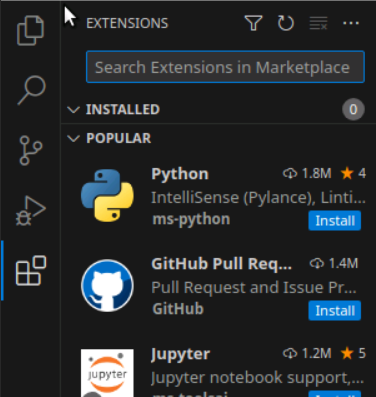 EXTENSIONS
Search Extensions in Marketplace
INSTALLED 0
POPULAR
Python 1.8M 4
IntelliSense (Pylance), Linti...
ms-python Install
GitHub Pull Req... 1.4M
Pull Request and Issue Pr...
GitHub Install
Jupyter 1.2M 5
jupyter
Jupyter notebook support,...